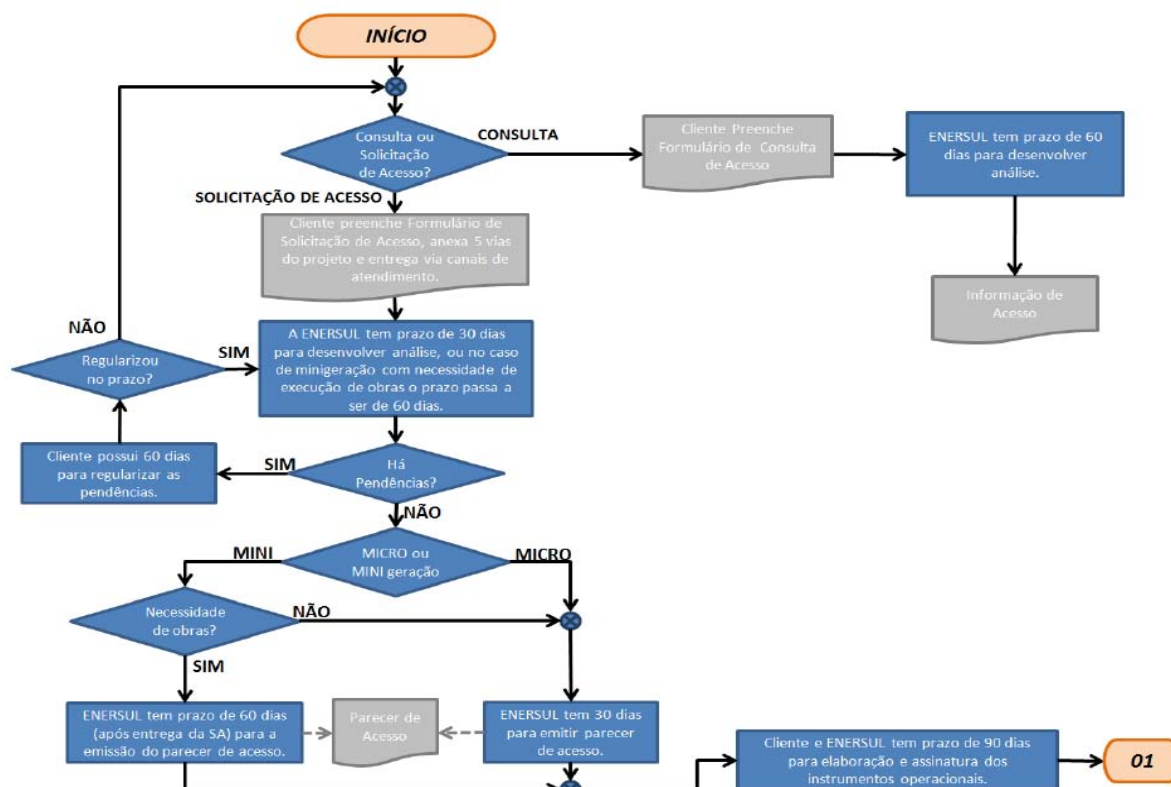 INÍCIO
Consulta ou
Solicitação
de Acesso?
CONSULTA
Cliente Preenche
Formulário de Consulta
de Acesso
ENERSUL tem prazo de 60
dias para desenvolver
análise.
SOLICITAÇÃO DE ACESSO
Cliente preenche Formulário de
Solicitação de Acesso, anexa 5 vias
do projeto e entrega via canais de
atendimento.
Informação de
Acesso
NÃO
Regularizou
no prazo?
SIM
A ENERSUL tem prazo de 30 dias
para desenvolver análise, ou no caso
de minigeração com necessidade de
execução de obras o prazo passa a
ser de 60 dias.
Cliente possui 60 dias
para regularizar as
pendências.
SIM
Há
Pendências?
NÃO
MINI
MICRO ou
MINI geração
MICRO
Necessidade
de obras?
NÃO
SIM
ENERSUL tem prazo de 60 dias
(após entrega da SA) para a
emissão do parecer de acesso.
Parecer de
Acesso
ENERSUL tem 30 dias
para emitir parecer
de acesso.
Cliente e ENERSUL tem prazo de 90 dias
para elaboração e assinatura dos
instrumentos operacionais.
01